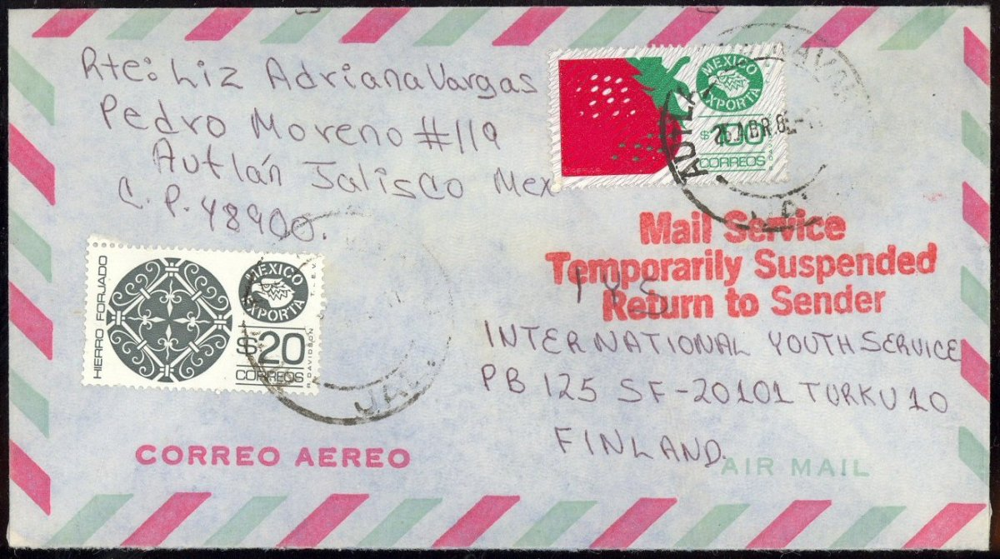 Rte: Liz Adriana Vargas
Pedro Moreno #119
Autlán Jalisco Mex
C.P. 48900.
MEXICO
EXPORTA
$100
CORREOS
Mail Service
Temporarily Suspended
Return to Sender
IYS
INTERNATIONAL YOUTH SERVICE
PB 125 SF-20101 TURKU 10
FINLAND.
HIERRO FORJADO
MEXICO
EXPORTA
T.I.E.V.
$20
CORREOS
R. DAVIDSON
JAL.
CORREO AEREO
AIR MAIL